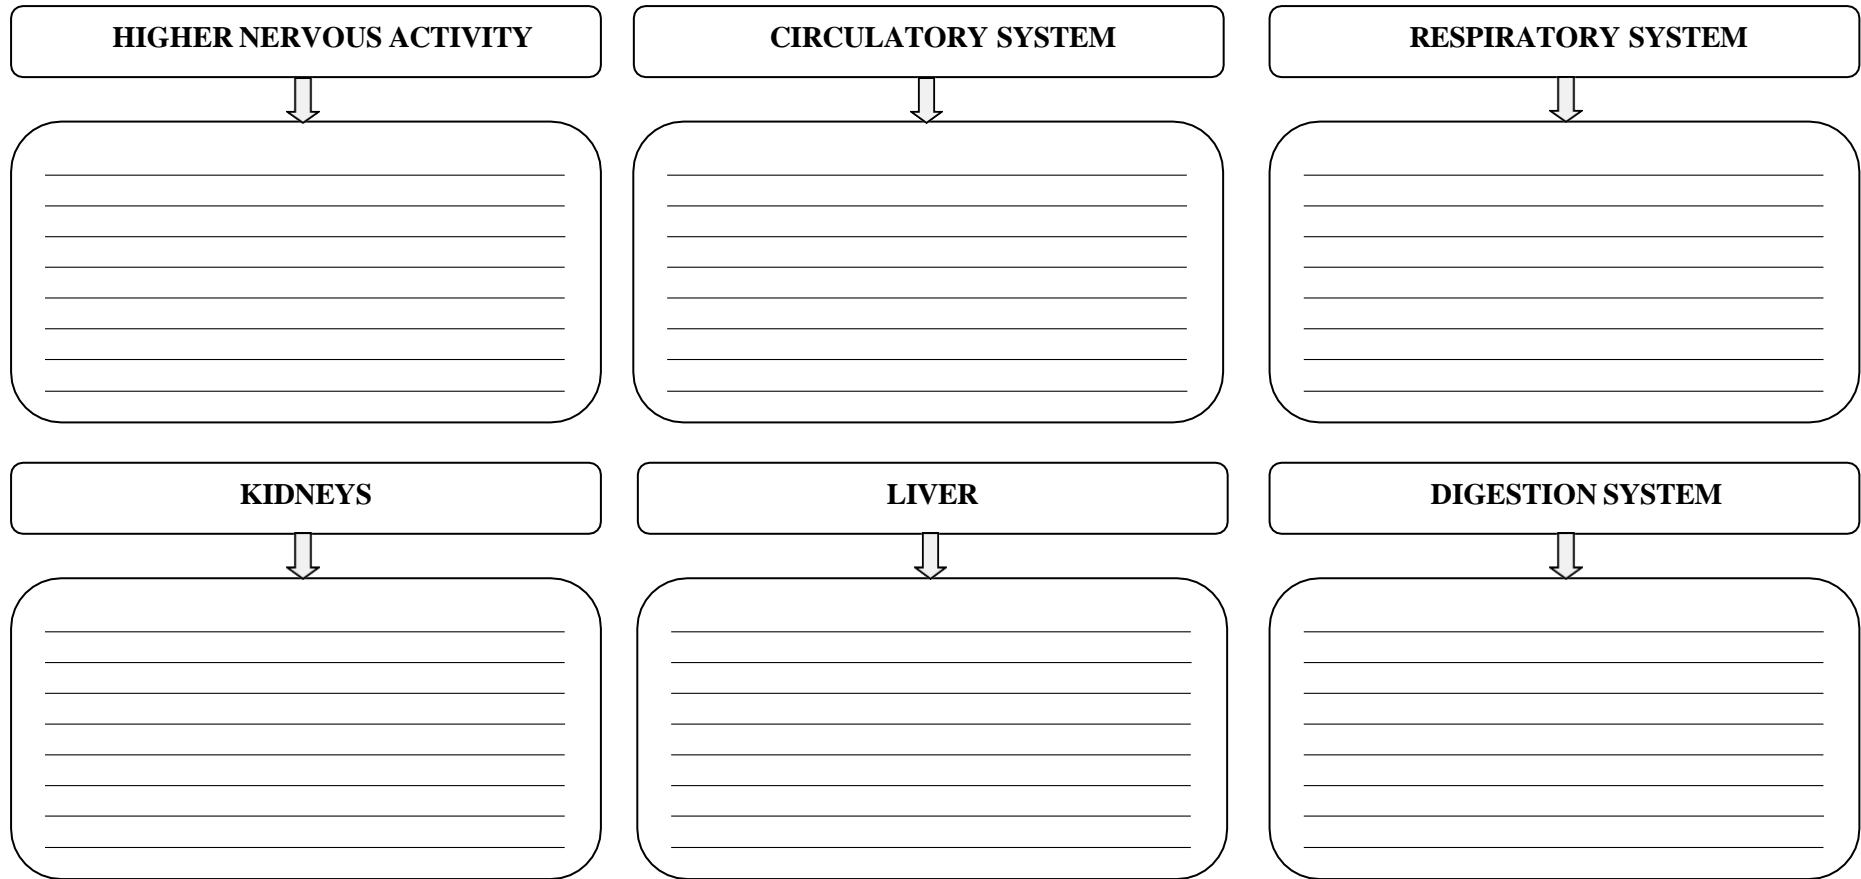 HIGHER NERVOUS ACTIVITY
CIRCULATORY SYSTEM
RESPIRATORY SYSTEM
KIDNEYS
LIVER
DIGESTION SYSTEM